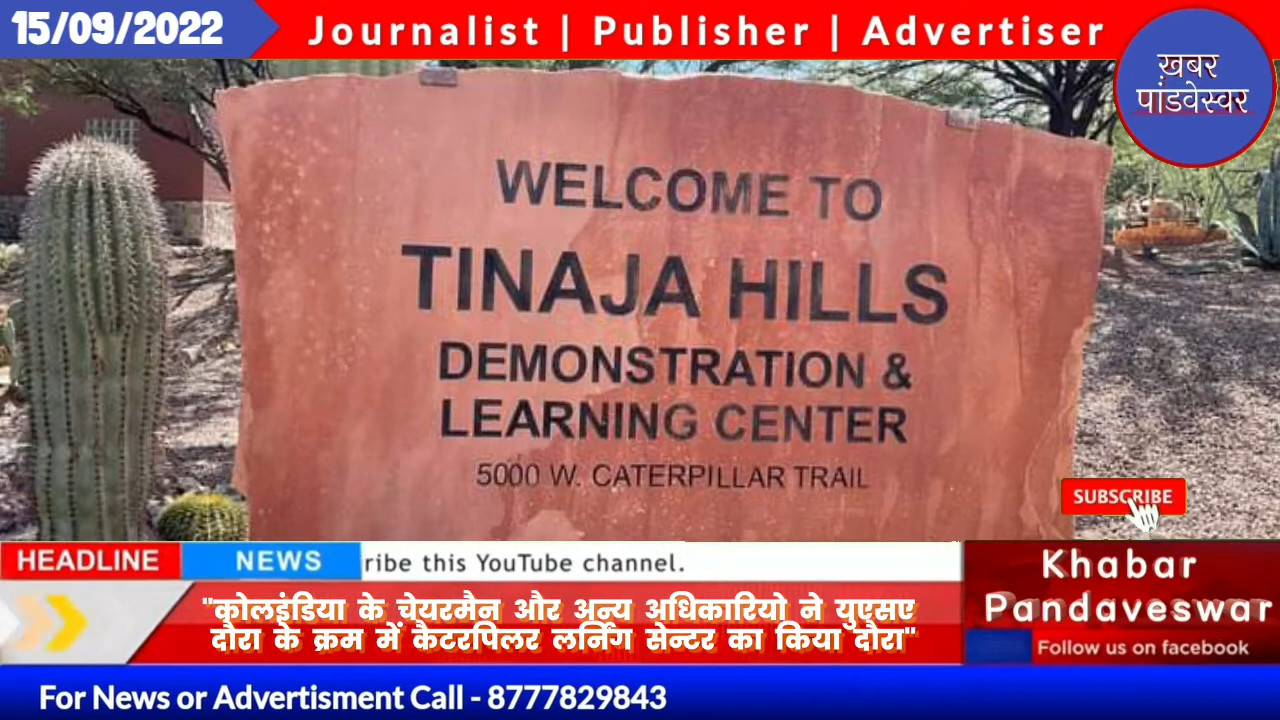 15/09/2022
Journalist | Publisher | Advertiser
ख़बर
पांडवेस्वर
WELCOME TO
TINAJA HILLS
DEMONSTRATION &
LEARNING CENTER
5000 W. CATERPILLAR TRAIL
SUBSCRIBE
HEADLINE
NEWS
ribe this YouTube channel.
Khabar
Pandaveswar
Follow us on facebook
"कोलइंडिया के चेयरमैन और अन्य अधिकारियो ने युएसए
दौरा के क्रम में कैटरपिलर लर्निंग सेन्टर का किया दौरा"
For News or Advertisment Call - 8777829843